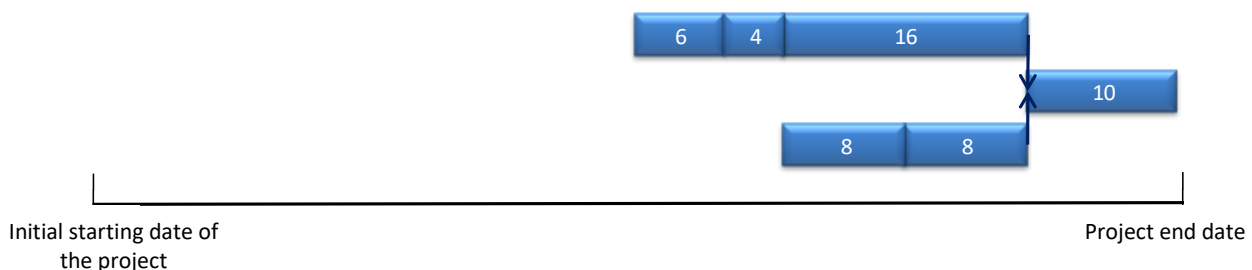 6 4 16
10
8 8
Initial starting date of
the project
Project end date